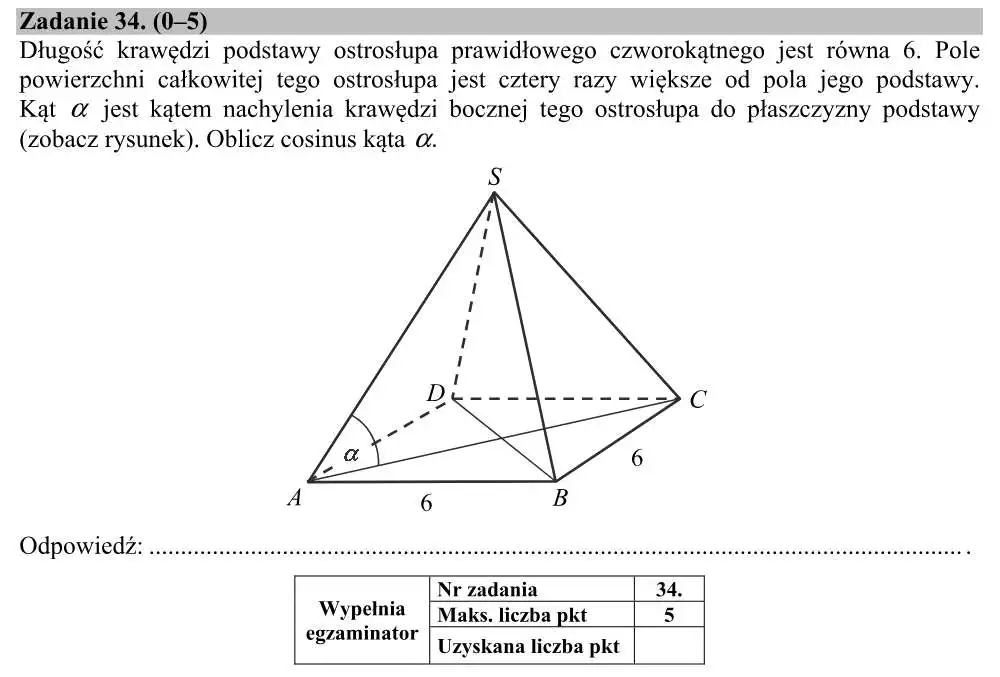 Zadanie 34. (0–5)
Długość krawędzi podstawy ostrosłupa prawidłowego czworokątnego jest równa 6. Pole
powierzchni całkowitej tego ostrosłupa jest cztery razy większe od pola jego podstawy.
Kąt α jest kątem nachylenia krawędzi bocznej tego ostrosłupa do płaszczyzny podstawy
(zobacz rysunek). Oblicz cosinus kąta α.
S
D
C
α
6
A
B
6
Odpowiedź: ..................................................................................................................................
Wypełnia
egzaminator
Nr zadania
34.
Maks. liczba pkt
5
Uzyskana liczba pkt